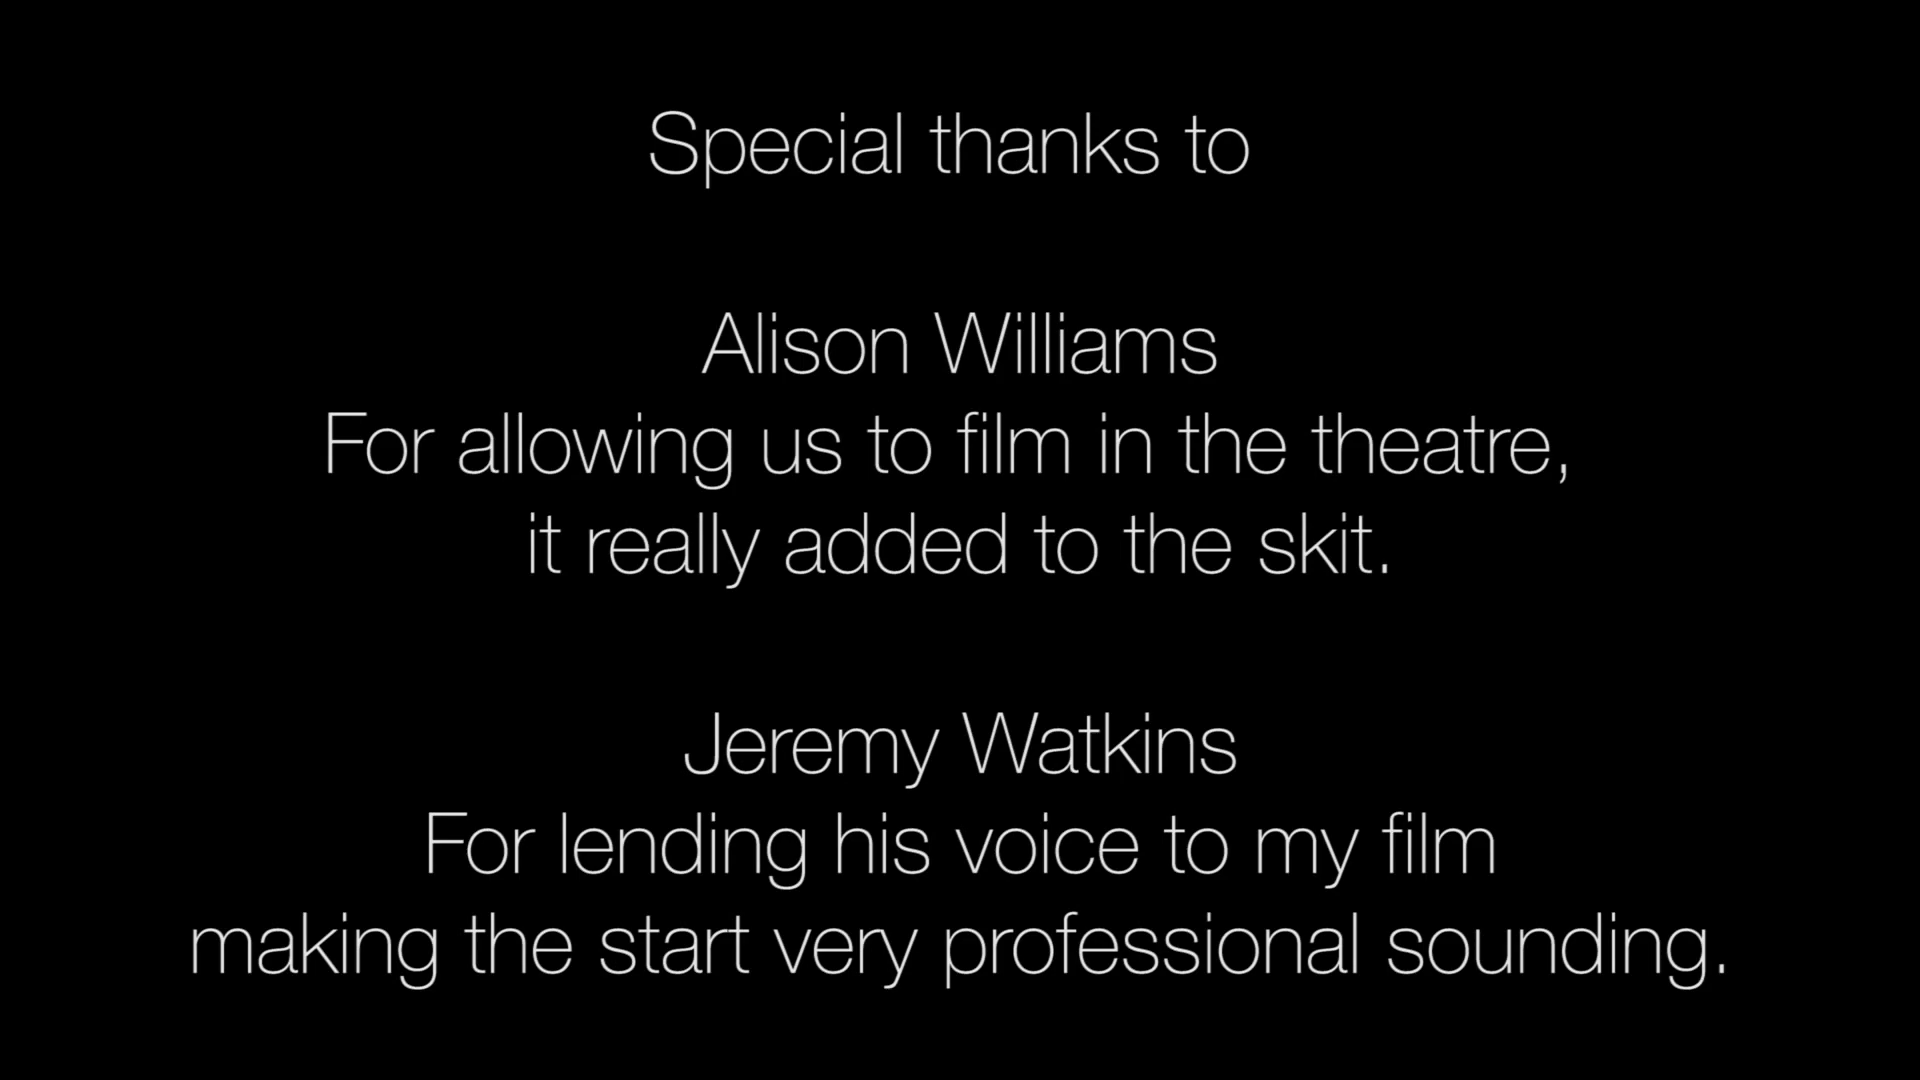 Special thanks to
Alison Williams
For allowing us to film in the theatre,
it really added to the skit.
Jeremy Watkins
For lending his voice to my film
making the start very professional sounding.